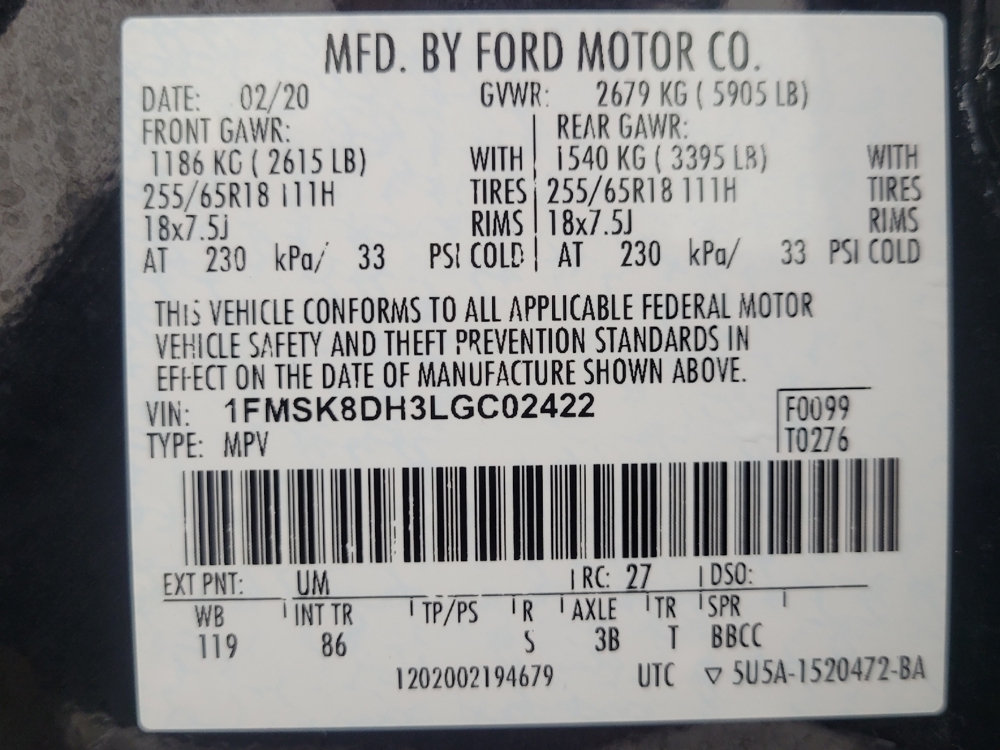 MFD. BY FORD MOTOR CO.
DATE: 02/20 GVWR: 2679 KG ( 5905 LB)
FRONT GAWR: REAR GAWR:
1186 KG ( 2615 LB) WITH 1540 KG ( 3395 LB) WITH
255/65R18 111H TIRES 255/65R18 111H TIRES
18x7.5J RIMS 18x7.5J RIMS
AT 230 kPa/ 33 PSI COLD AT 230 kPa/ 33 PSI COLD
THIS VEHICLE CONFORMS TO ALL APPLICABLE FEDERAL MOTOR
VEHICLE SAFETY AND THEFT PREVENTION STANDARDS IN
EFFECT ON THE DATE OF MANUFACTURE SHOWN ABOVE.
VIN: 1FMSK8DH3LGC02422 F0099
TYPE: MPV T0276
EXT PNT: UM RC: 27 DSO:
WB INT TR TP/PS R AXLE TR SPR
119 86 S 3B T BBCC
1202002194679 UTC ▽ 5U5A-1520472-BA